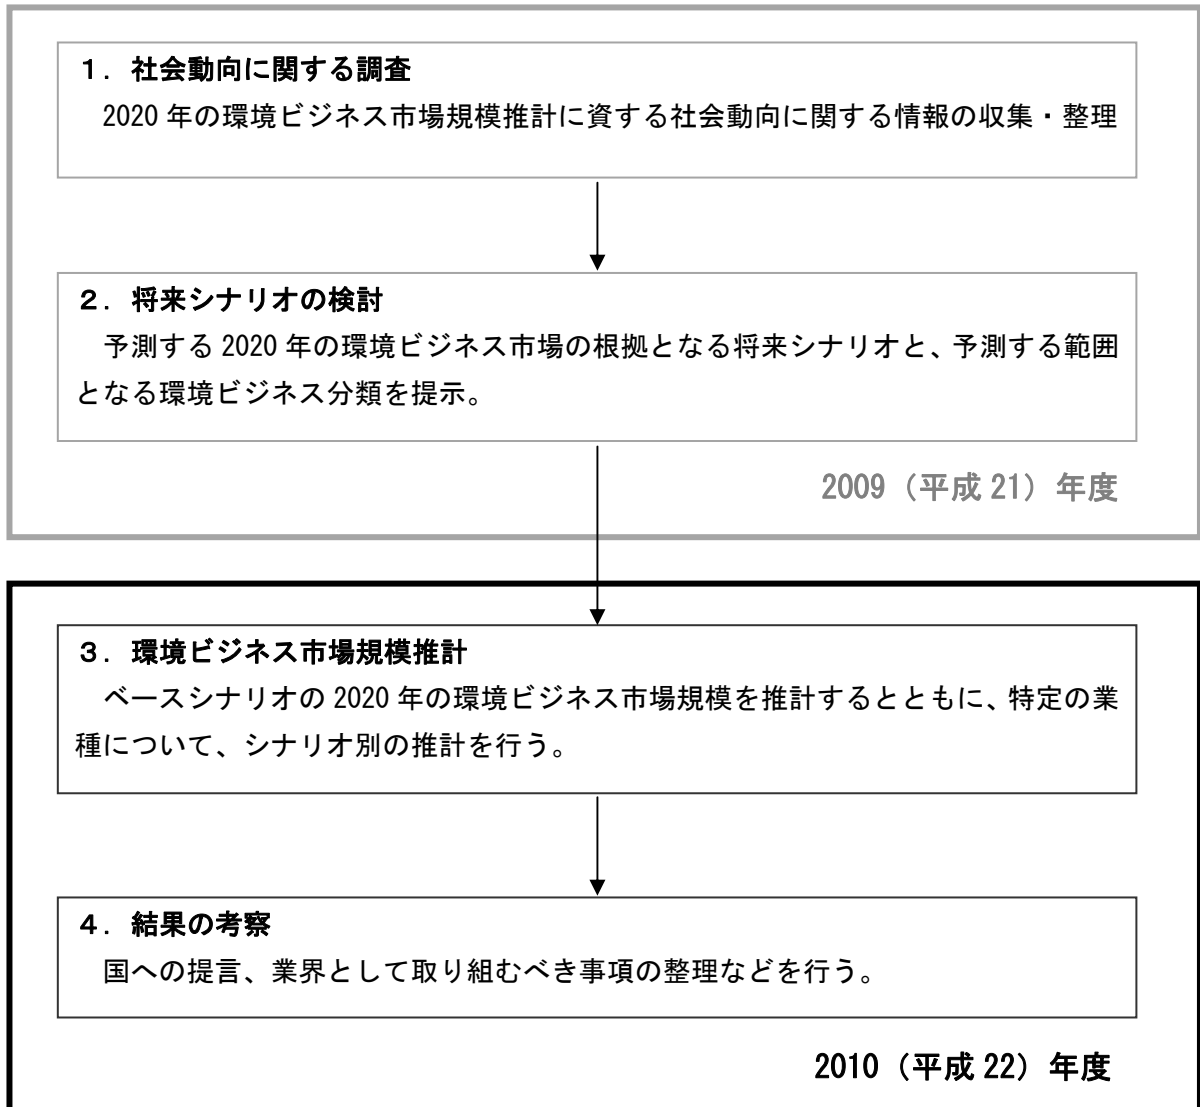 １．社会動向に関する調査
2020 年の環境ビジネス市場規模推計に資する社会動向に関する情報の収集・整理
２．将来シナリオの検討
予測する 2020 年の環境ビジネス市場の根拠となる将来シナリオと、予測する範囲
となる環境ビジネス分類を提示。
2009（平成 21）年度
３．環境ビジネス市場規模推計
ベースシナリオの 2020 年の環境ビジネス市場規模を推計するとともに、特定の業
種について、シナリオ別の推計を行う。
４．結果の考察
国への提言、業界として取り組むべき事項の整理などを行う。
2010（平成 22）年度